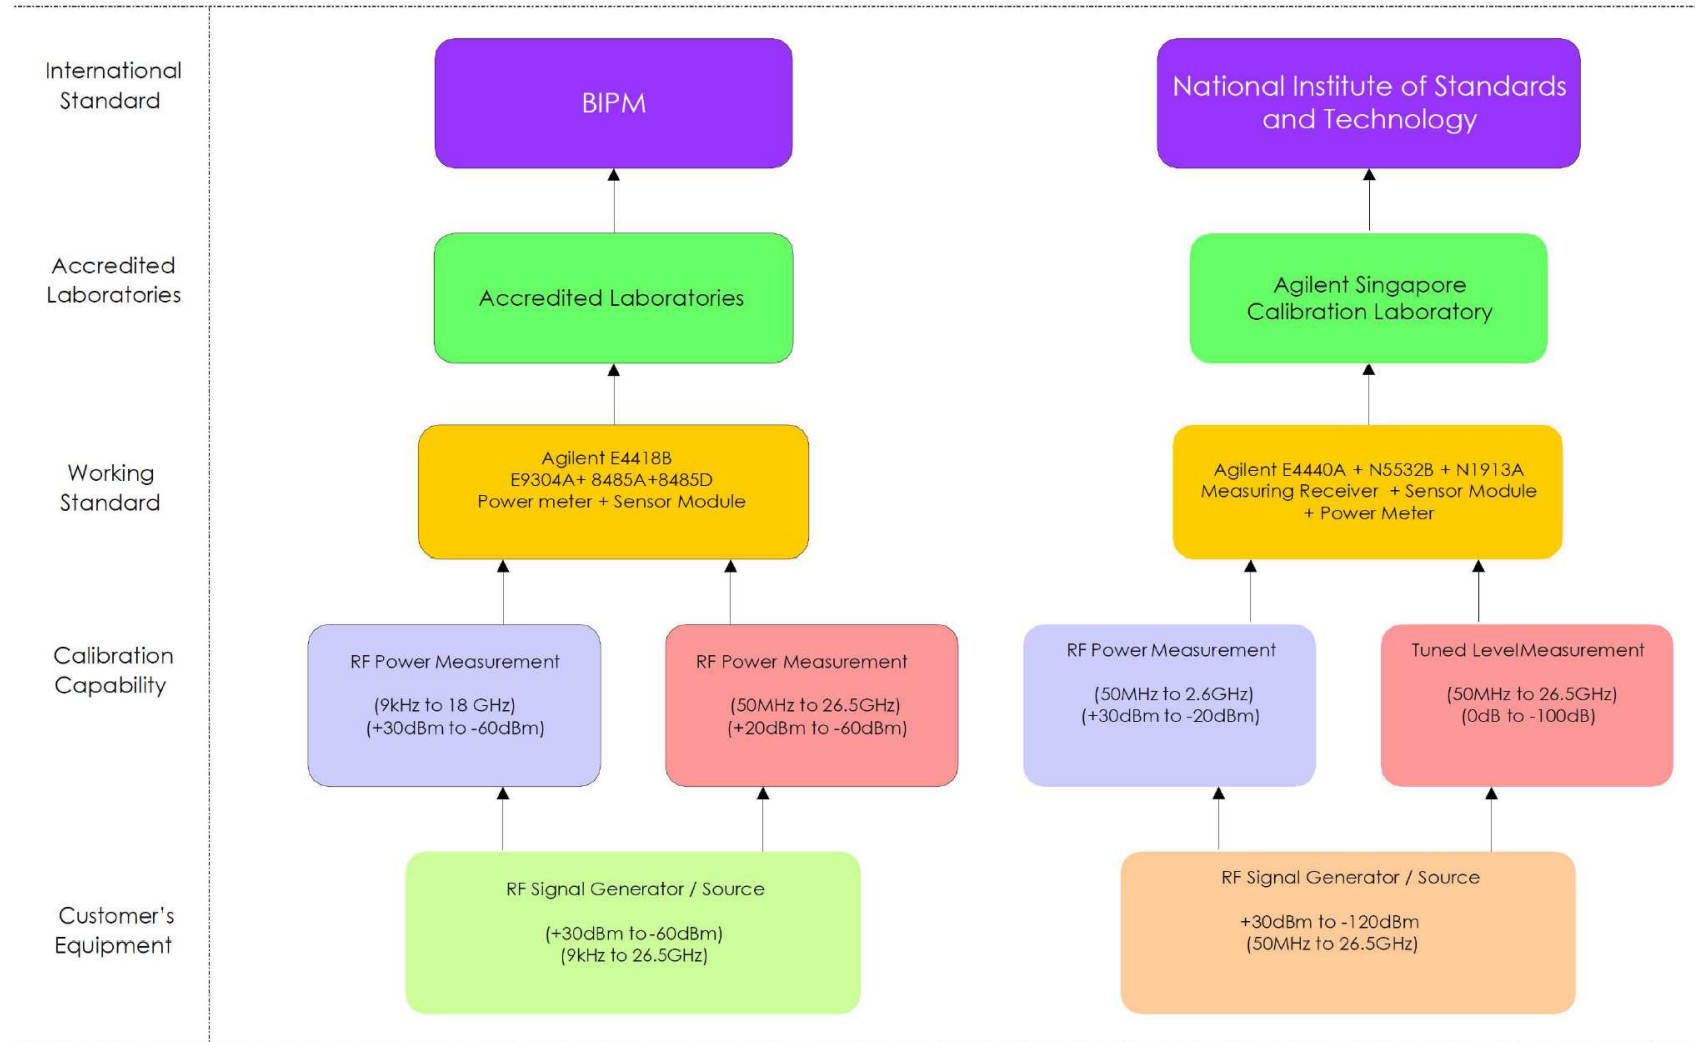 International
Standard
BIPM
National Institute of Standards
and Technology
Accredited
Laboratories
Accredited Laboratories
Agilent Singapore
Calibration Laboratory
Working
Standard
Agilent E4418B
E9304A+ 8485A+8485D
Power meter + Sensor Module
Agilent E4440A + N5532B + N1913A
Measuring Receiver + Sensor Module
+ Power Meter
Calibration
Capability
RF Power Measurement
(9kHz to 18 GHz)
(+30dBm to -60dBm)
RF Power Measurement
(50MHz to 26.5GHz)
(+20dBm to -60dBm)
RF Power Measurement
(50MHz to 2.6GHz)
(+30dBm to -20dBm)
Tuned LevelMeasurement
(50MHz to 26.5GHz)
(0dB to -100dB)
Customer's
Equipment
RF Signal Generator / Source
(+30dBm to -60dBm)
(9kHz to 26.5GHz)
RF Signal Generator / Source
+30dBm to -120dBm
(50MHz to 26.5GHz)